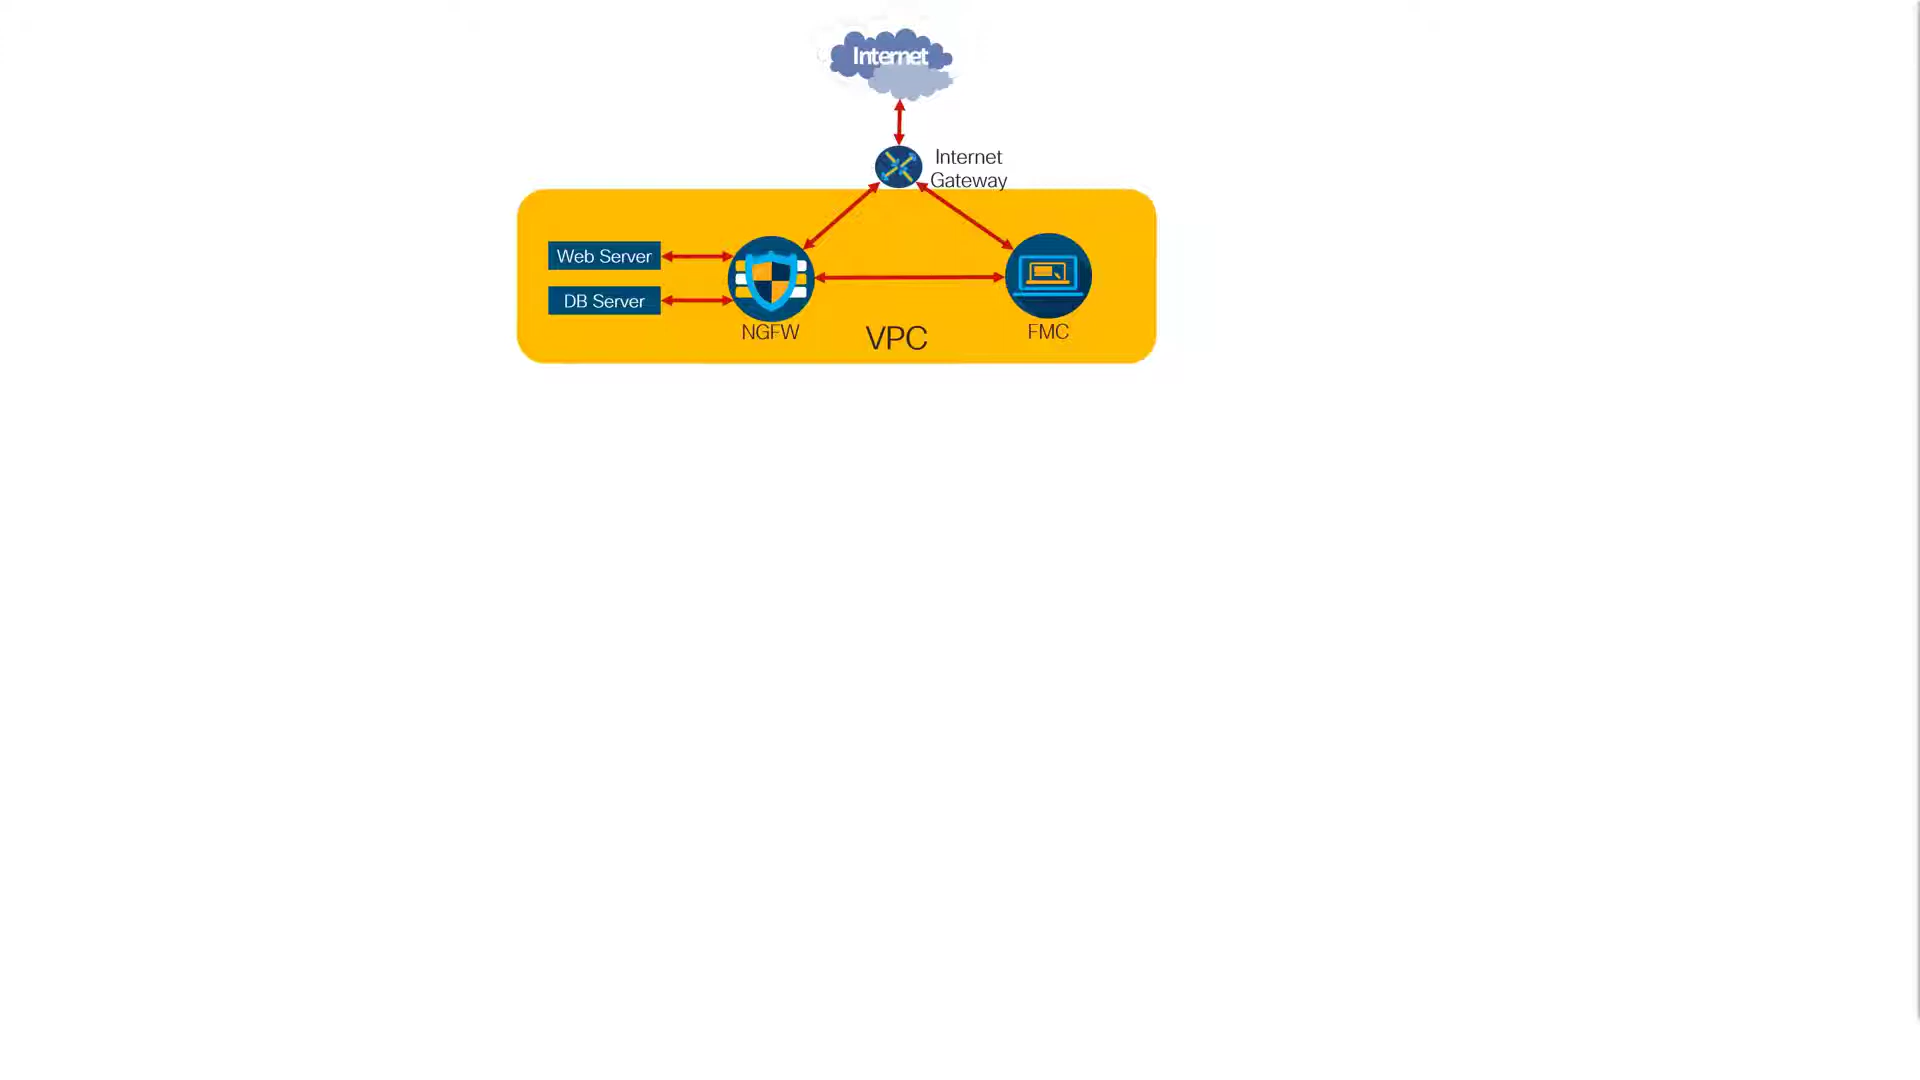 Internet
Internet
Gateway
Web Server
DB Server
NGFW
VPC
FMC